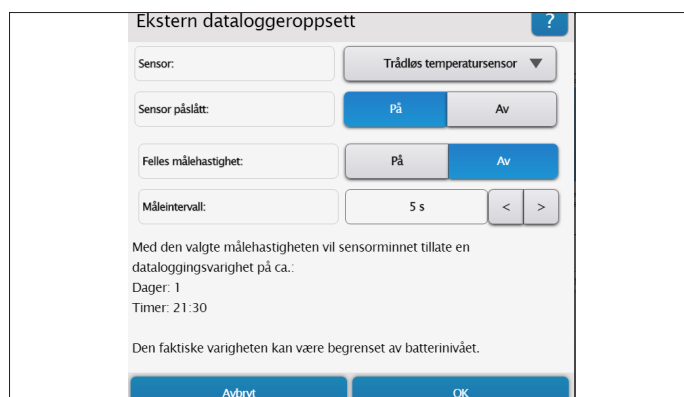 Ekstern dataloggeroppsett
?
Sensor:
Trådløs temperatursensor
Sensor påslått:
På
Av
Felles målehastighet:
På
Av
Måleintervall:
5 s
<
>
Med den valgte målehastigheten vil sensorminnet tillate en
dataloggingsvarighet på ca.:
Dager: 1
Timer: 21:30
Den faktiske varigheten kan være begrenset av batterinivået.
Avbryt
OK